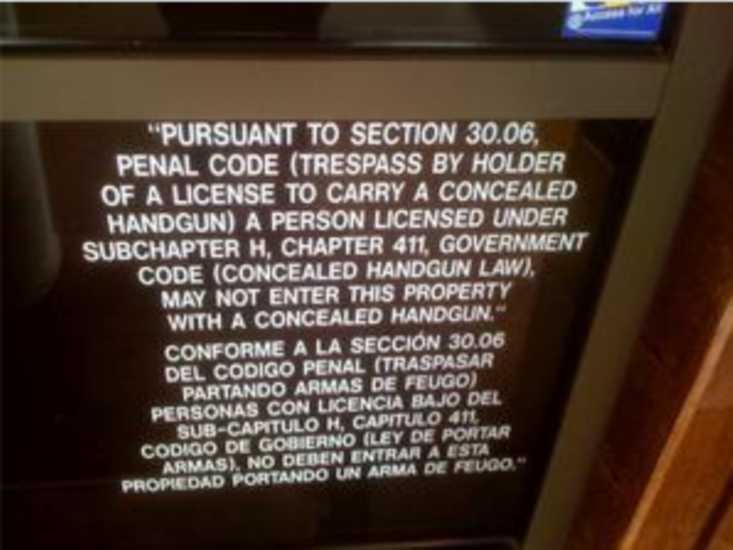 Access for All
"PURSUANT TO SECTION 30.06,
PENAL CODE (TRESPASS BY HOLDER
OF A LICENSE TO CARRY A CONCEALED
HANDGUN) A PERSON LICENSED UNDER
SUBCHAPTER H, CHAPTER 411, GOVERNMENT
CODE (CONCEALED HANDGUN LAW),
MAY NOT ENTER THIS PROPERTY
WITH A CONCEALED HANDGUN."
CONFORME A LA SECCIÓN 30.06
DEL CODIGO PENAL (TRASPASAR
PARTANDO ARMAS DE FEUGO)
PERSONAS CON LICENCIA BAJO DEL
SUB-CAPITULO H, CAPITULO 411,
CODIGO DE GOBIERNO (LEY DE PORTAR
ARMAS), NO DEBEN ENTRAR A ESTA
PROPIEDAD PORTANDO UN ARMA DE FEUGO."